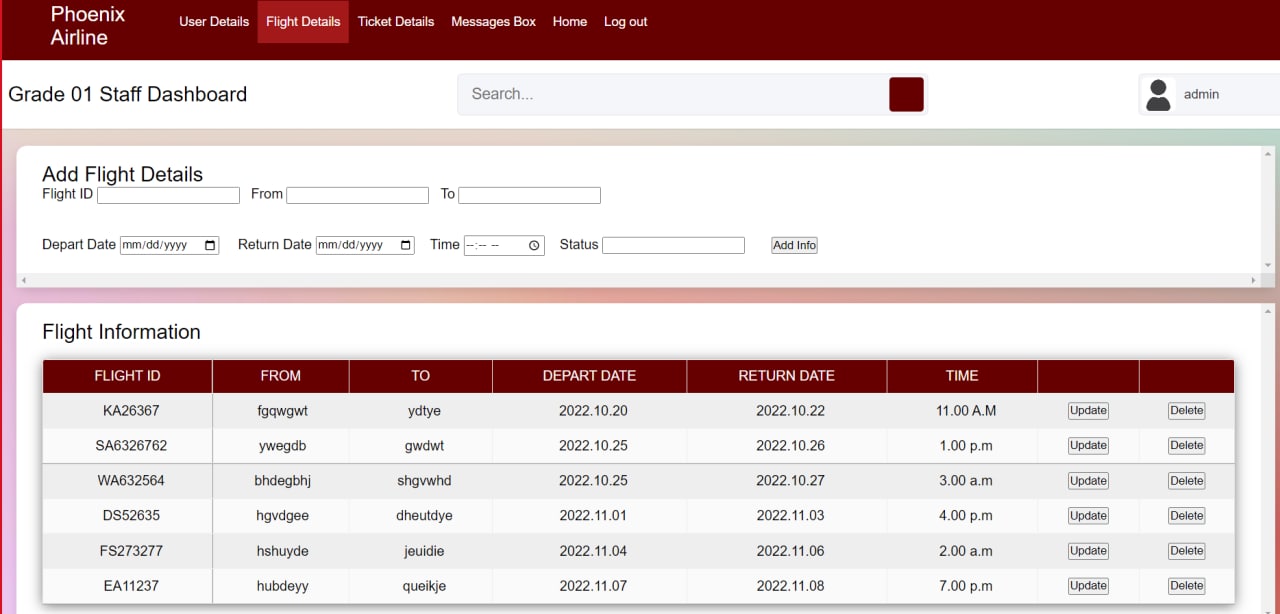 Phoenix
Airline
User Details Flight Details Ticket Details Messages Box Home Log out
Grade 01 Staff Dashboard
Search...
admin
Add Flight Details
Flight ID From To
Depart Date mm/dd/yyyy Return Date mm/dd/yyyy Time --:-- -- Status Add Info
Flight Information
FLIGHT ID FROM TO DEPART DATE RETURN DATE TIME
KA26367 fgqwgwt ydtye 2022.10.20 2022.10.22 11.00 A.M Update Delete
SA6326762 ywegdb gwdwt 2022.10.25 2022.10.26 1.00 p.m Update Delete
WA632564 bhdegbhj shgvwhd 2022.10.25 2022.10.27 3.00 a.m Update Delete
DS52635 hgvdgee dheutdye 2022.11.01 2022.11.03 4.00 p.m Update Delete
FS273277 hshuyde jeuidie 2022.11.04 2022.11.06 2.00 a.m Update Delete
EA11237 hubdeyy queikje 2022.11.07 2022.11.08 7.00 p.m Update Delete